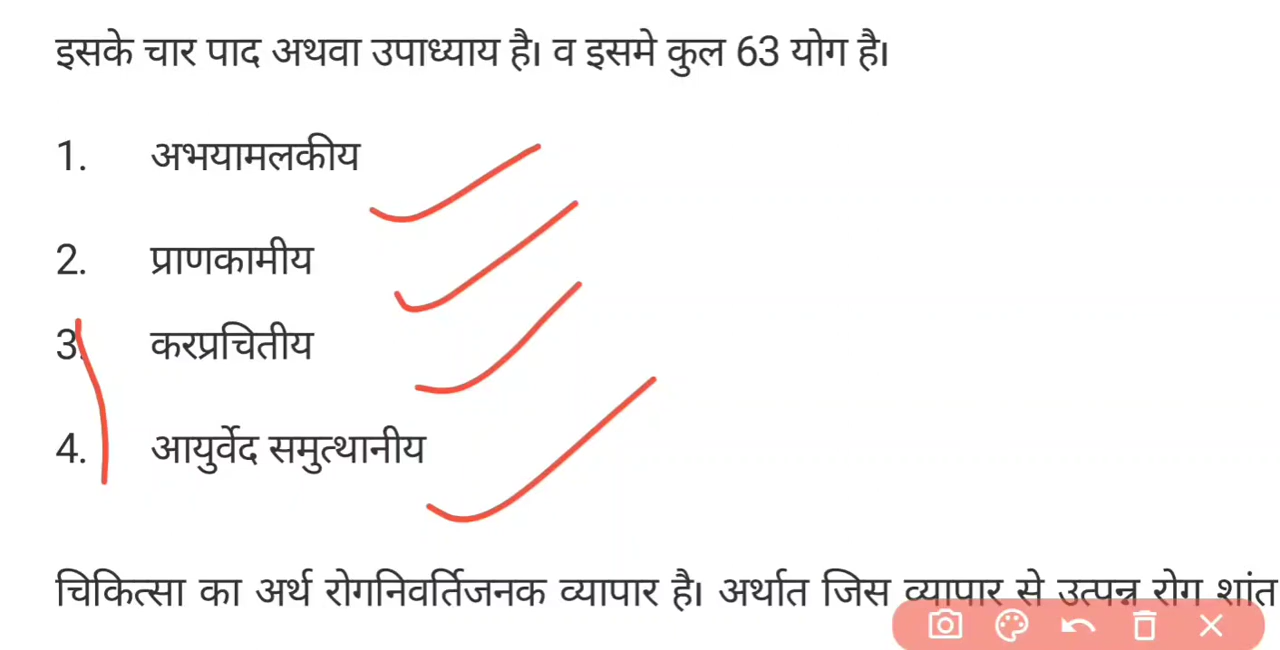 इसके चार पाद अथवा उपाध्याय है। व इसमे कुल 63 योग है।
1. अभयामलकीय
2. प्राणकामीय
3. करप्रचितीय
4. आयुर्वेद समुत्थानीय
चिकित्सा का अर्थ रोगनिवर्तिजनक व्यापार है। अर्थात जिस व्यापार से उत्पन्न रोग शांत